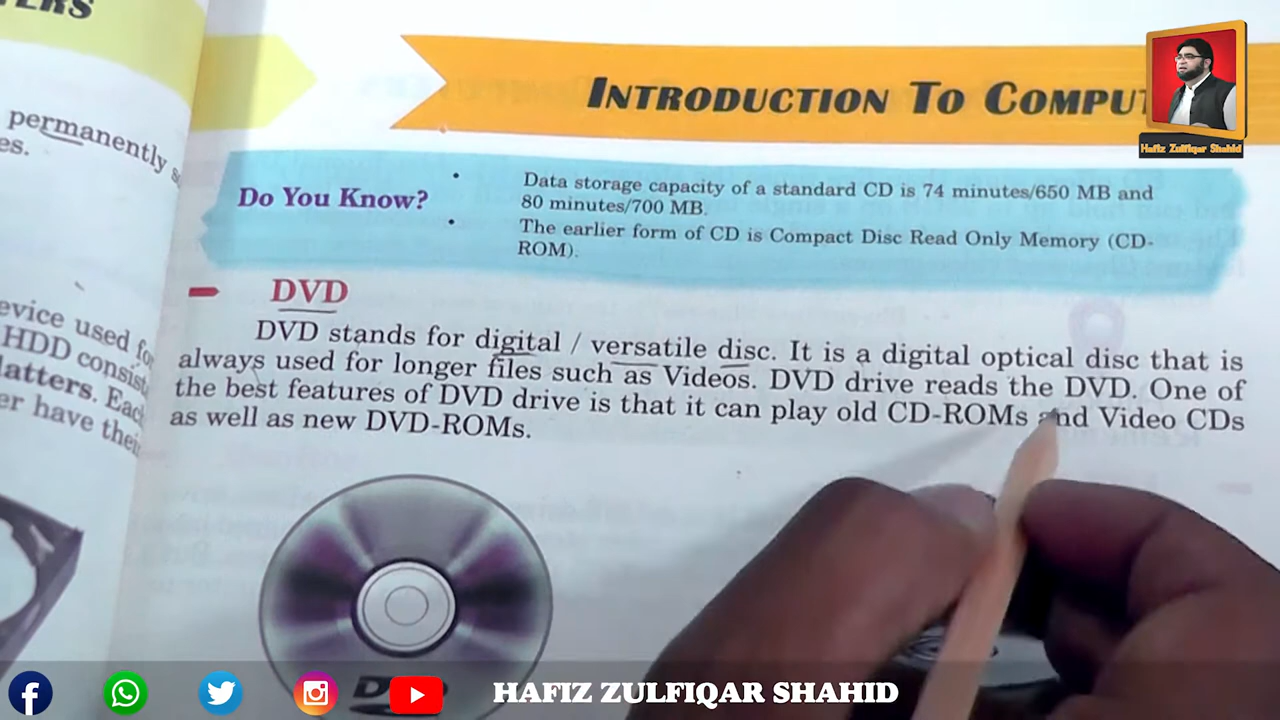 INTRODUCTION TO COMPUT
Hafiz Zulfiqar Shahid
permanently
es.
Do You Know?
• Data storage capacity of a standard CD is 74 minutes/650 MB and
80 minutes/700 MB.
• The earlier form of CD is Compact Disc Read Only Memory (CD-
ROM).
evice used for
HDD consist
latters. Each
er have their
DVD
DVD stands for digital / versatile disc. It is a digital optical disc that is
always used for longer files such as Videos. DVD drive reads the DVD. One of
the best features of DVD drive is that it can play old CD-ROMs and Video CDs
as well as new DVD-ROMs.
HAFIZ ZULFIQAR SHAHID